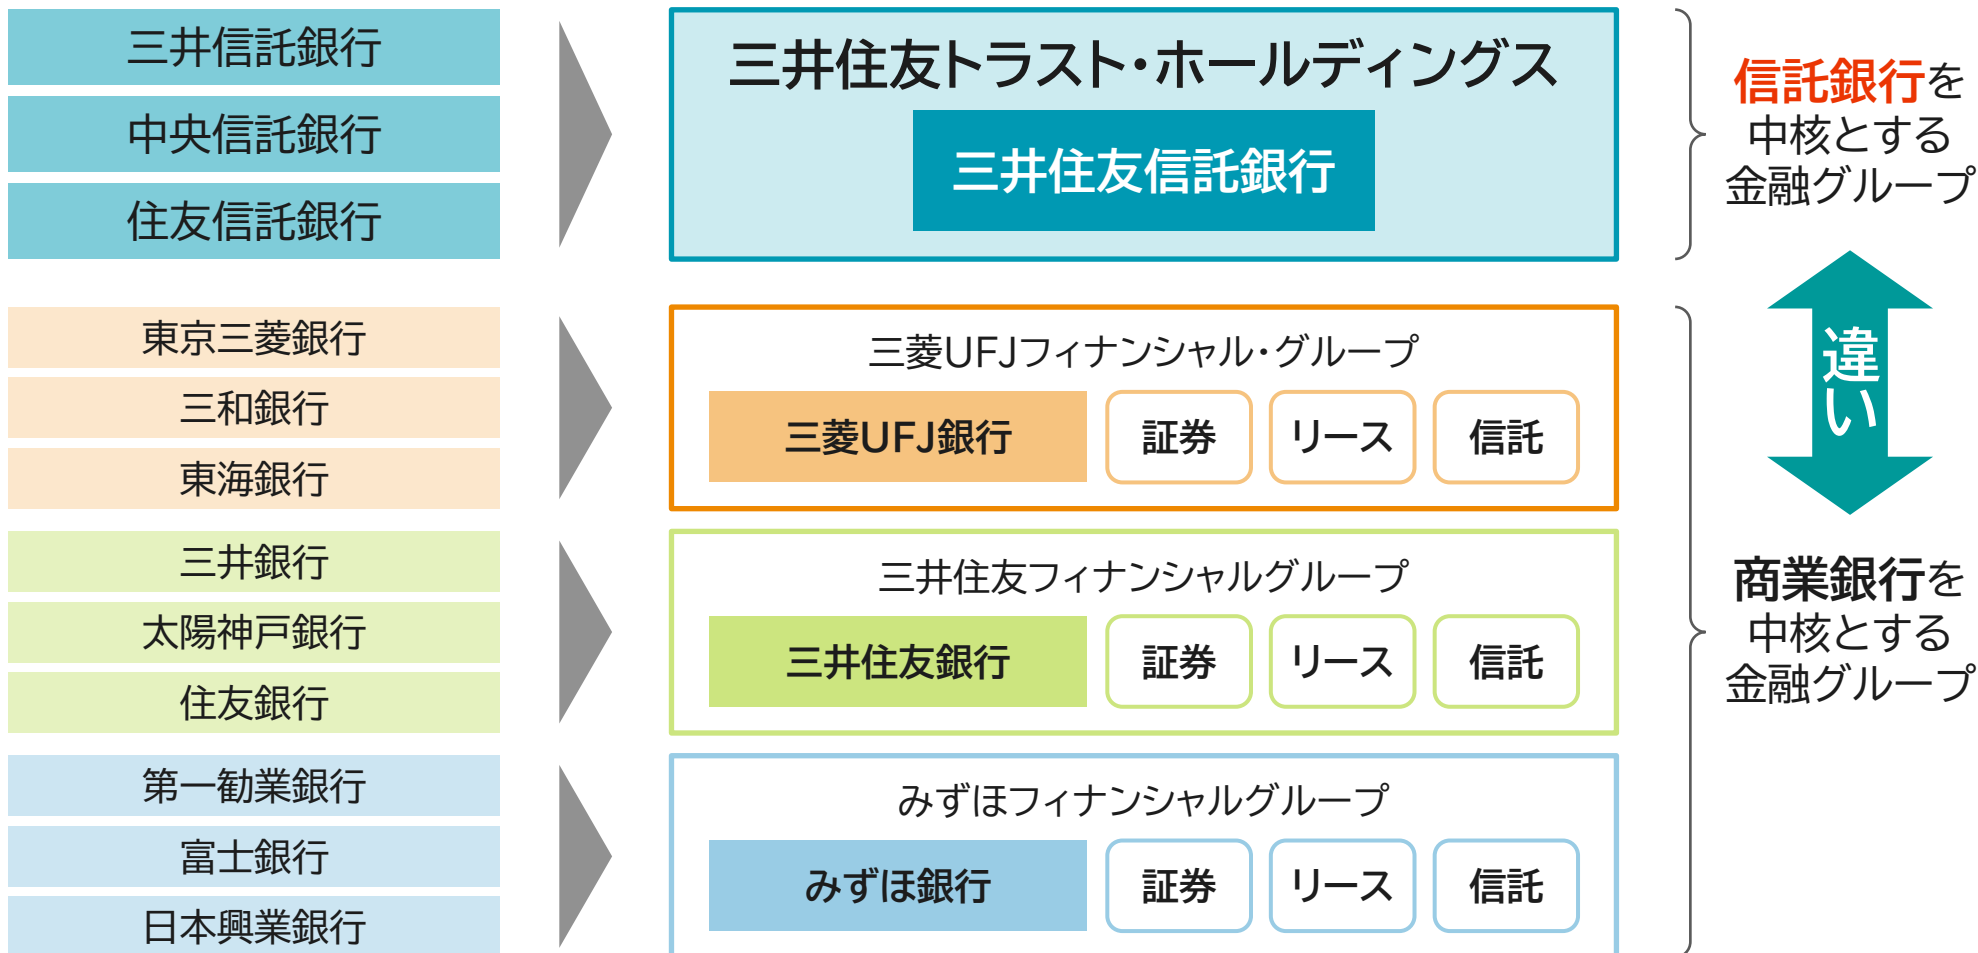 三井信託銀行
中央信託銀行
住友信託銀行
三井住友トラスト・ホールディングス
三井住友信託銀行
信託銀行を
中核とする
金融グループ
違い
東京三菱銀行
三和銀行
東海銀行
三菱UFJフィナンシャル・グループ
三菱UFJ銀行 証券 リース 信託
三井銀行
太陽神戸銀行
住友銀行
三井住友フィナンシャルグループ
三井住友銀行 証券 リース 信託
第一勧業銀行
富士銀行
日本興業銀行
みずほフィナンシャルグループ
みずほ銀行 証券 リース 信託
商業銀行を
中核とする
金融グループ